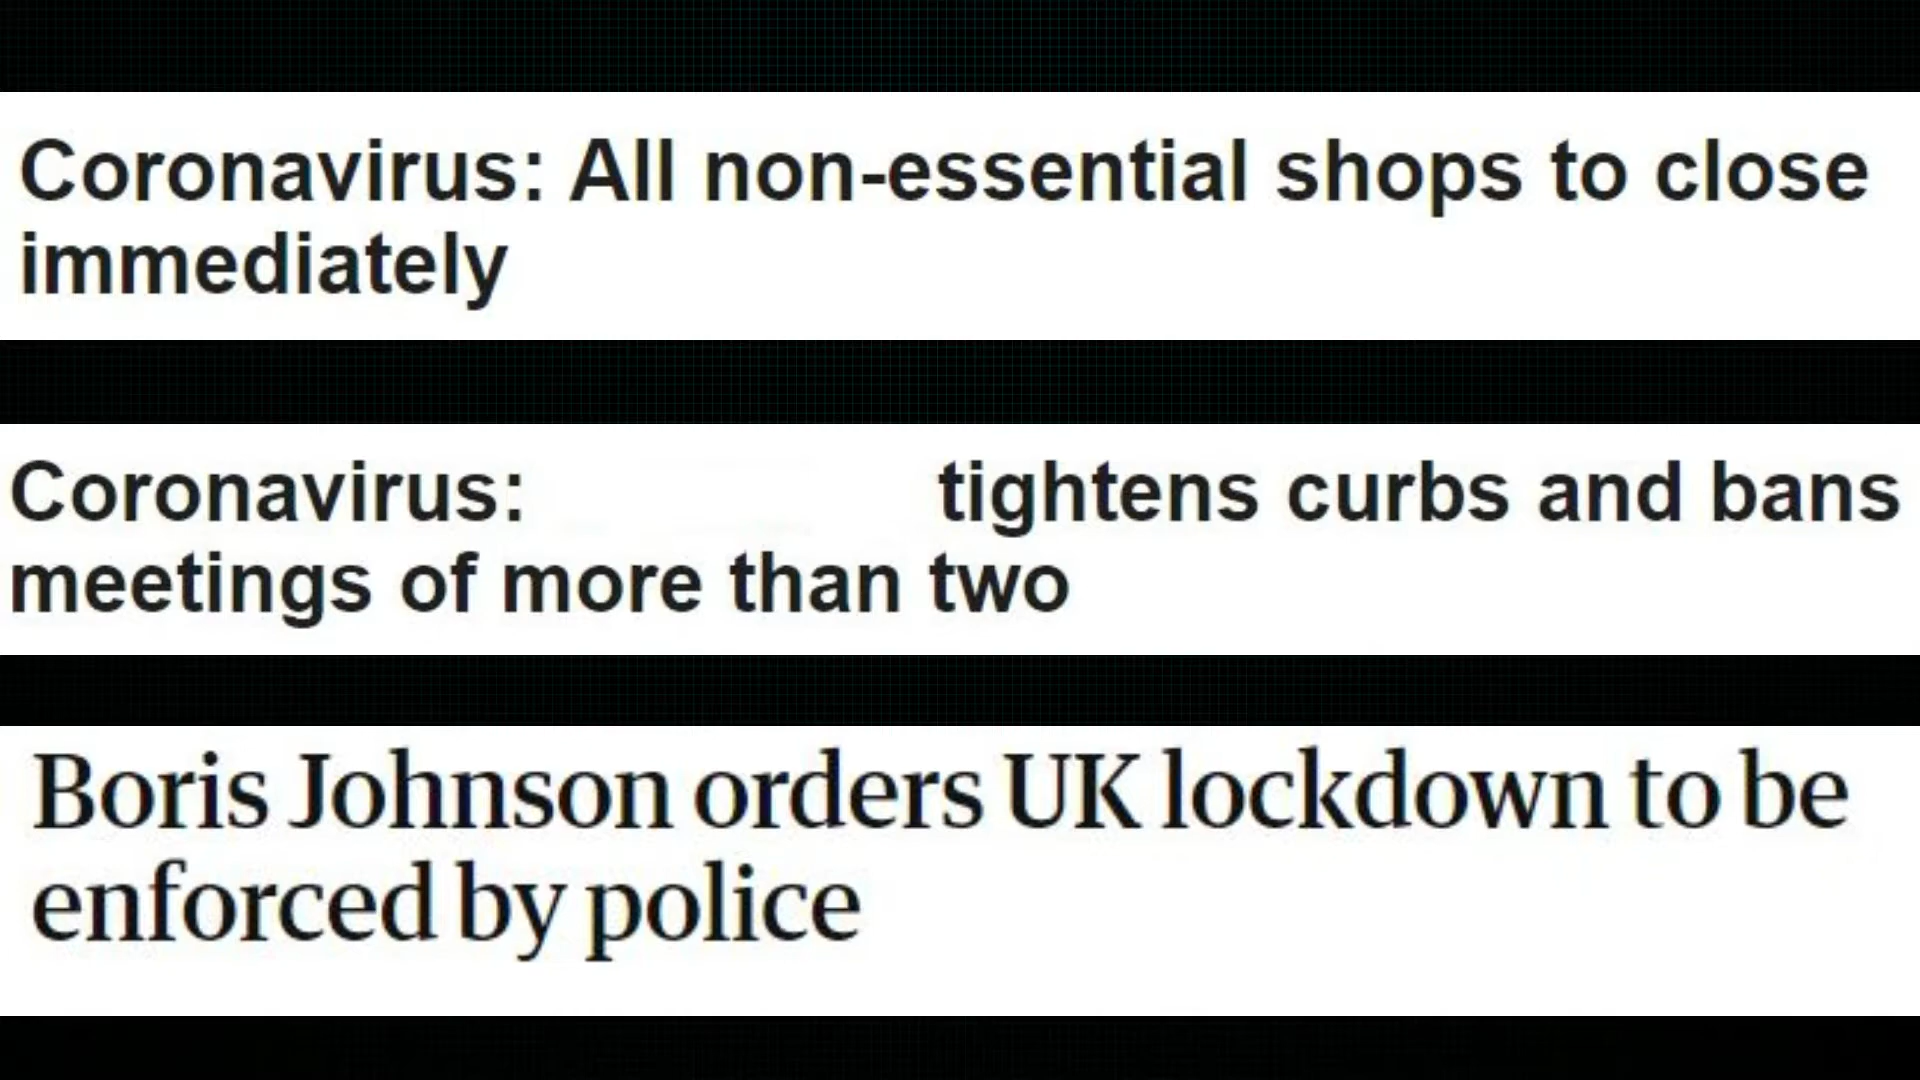 Coronavirus: All non-essential shops to close
immediately
Coronavirus: tightens curbs and bans
meetings of more than two
Boris Johnson orders UK lockdown to be
enforced by police